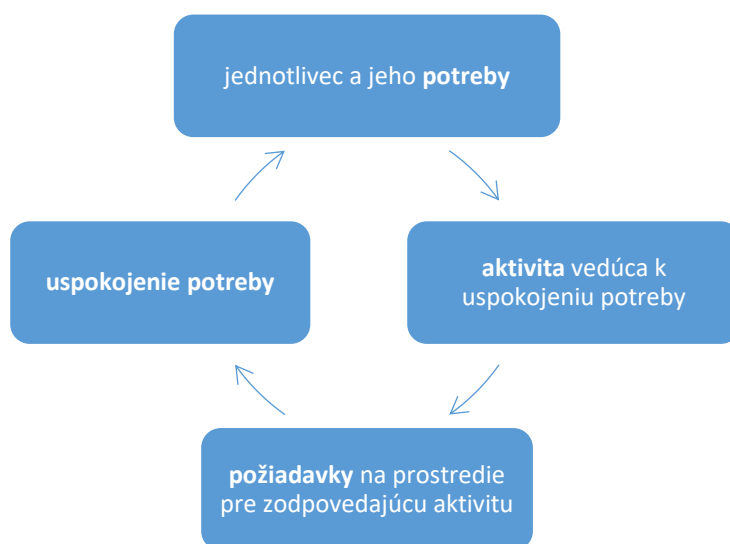 jednotlivec a jeho potreby
aktivita vedúca k
uspokojeniu potreby
požiadavky na prostredie
pre zodpovedajúcu aktivitu
uspokojenie potreby